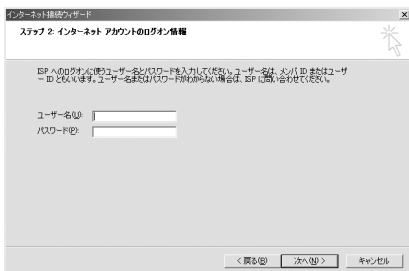 インターネット接続ウィザード
ステップ 2: インターネット アカウントのログオン情報
ISP へのログオンに使うユーザー名とパスワードを入力してください。ユーザー名は、メンバ ID またはユーザ
ー ID ともいいます。ユーザー名またはパスワードがわからない場合は、ISP に問い合わせてください。
ユーザー名(U):
パスワード(P):
< 戻る(B)
次へ(N) >
キャンセル